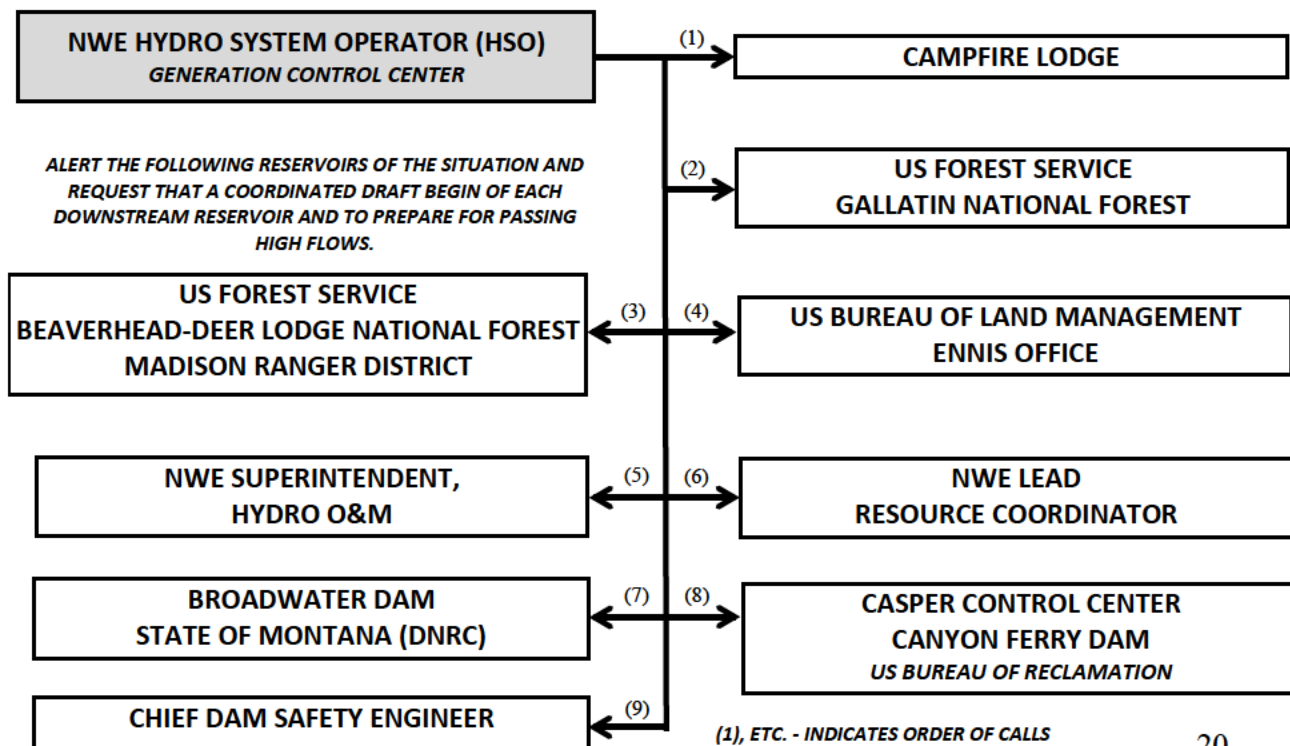 NWE HYDRO SYSTEM OPERATOR (HSO)
GENERATION CONTROL CENTER
(1)
CAMPFIRE LODGE
ALERT THE FOLLOWING RESERVOIRS OF THE SITUATION AND
REQUEST THAT A COORDINATED DRAFT BEGIN OF EACH
DOWNSTREAM RESERVOIR AND TO PREPARE FOR PASSING
HIGH FLOWS.
(2)
US FOREST SERVICE
GALLATIN NATIONAL FOREST
US FOREST SERVICE
BEAVERHEAD-DEER LODGE NATIONAL FOREST
MADISON RANGER DISTRICT
(3)
(4)
US BUREAU OF LAND MANAGEMENT
ENNIS OFFICE
NWE SUPERINTENDENT,
HYDRO O&M
(5)
(6)
NWE LEAD
RESOURCE COORDINATOR
BROADWATER DAM
STATE OF MONTANA (DNRC)
(7)
(8)
CASPER CONTROL CENTER
CANYON FERRY DAM
US BUREAU OF RECLAMATION
CHIEF DAM SAFETY ENGINEER
(9)
(1), ETC. - INDICATES ORDER OF CALLS
20